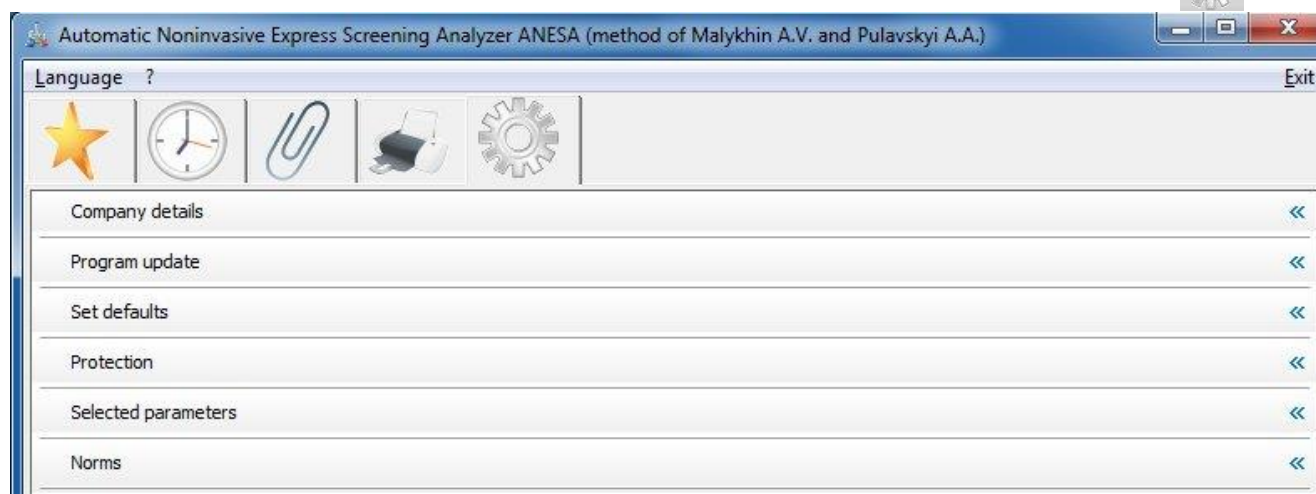 Automatic Noninvasive Express Screening Analyzer ANESA (method of Malykhin A.V. and Pulavskyi A.A.)
Language ? Exit
Company details
Program update
Set defaults
Protection
Selected parameters
Norms